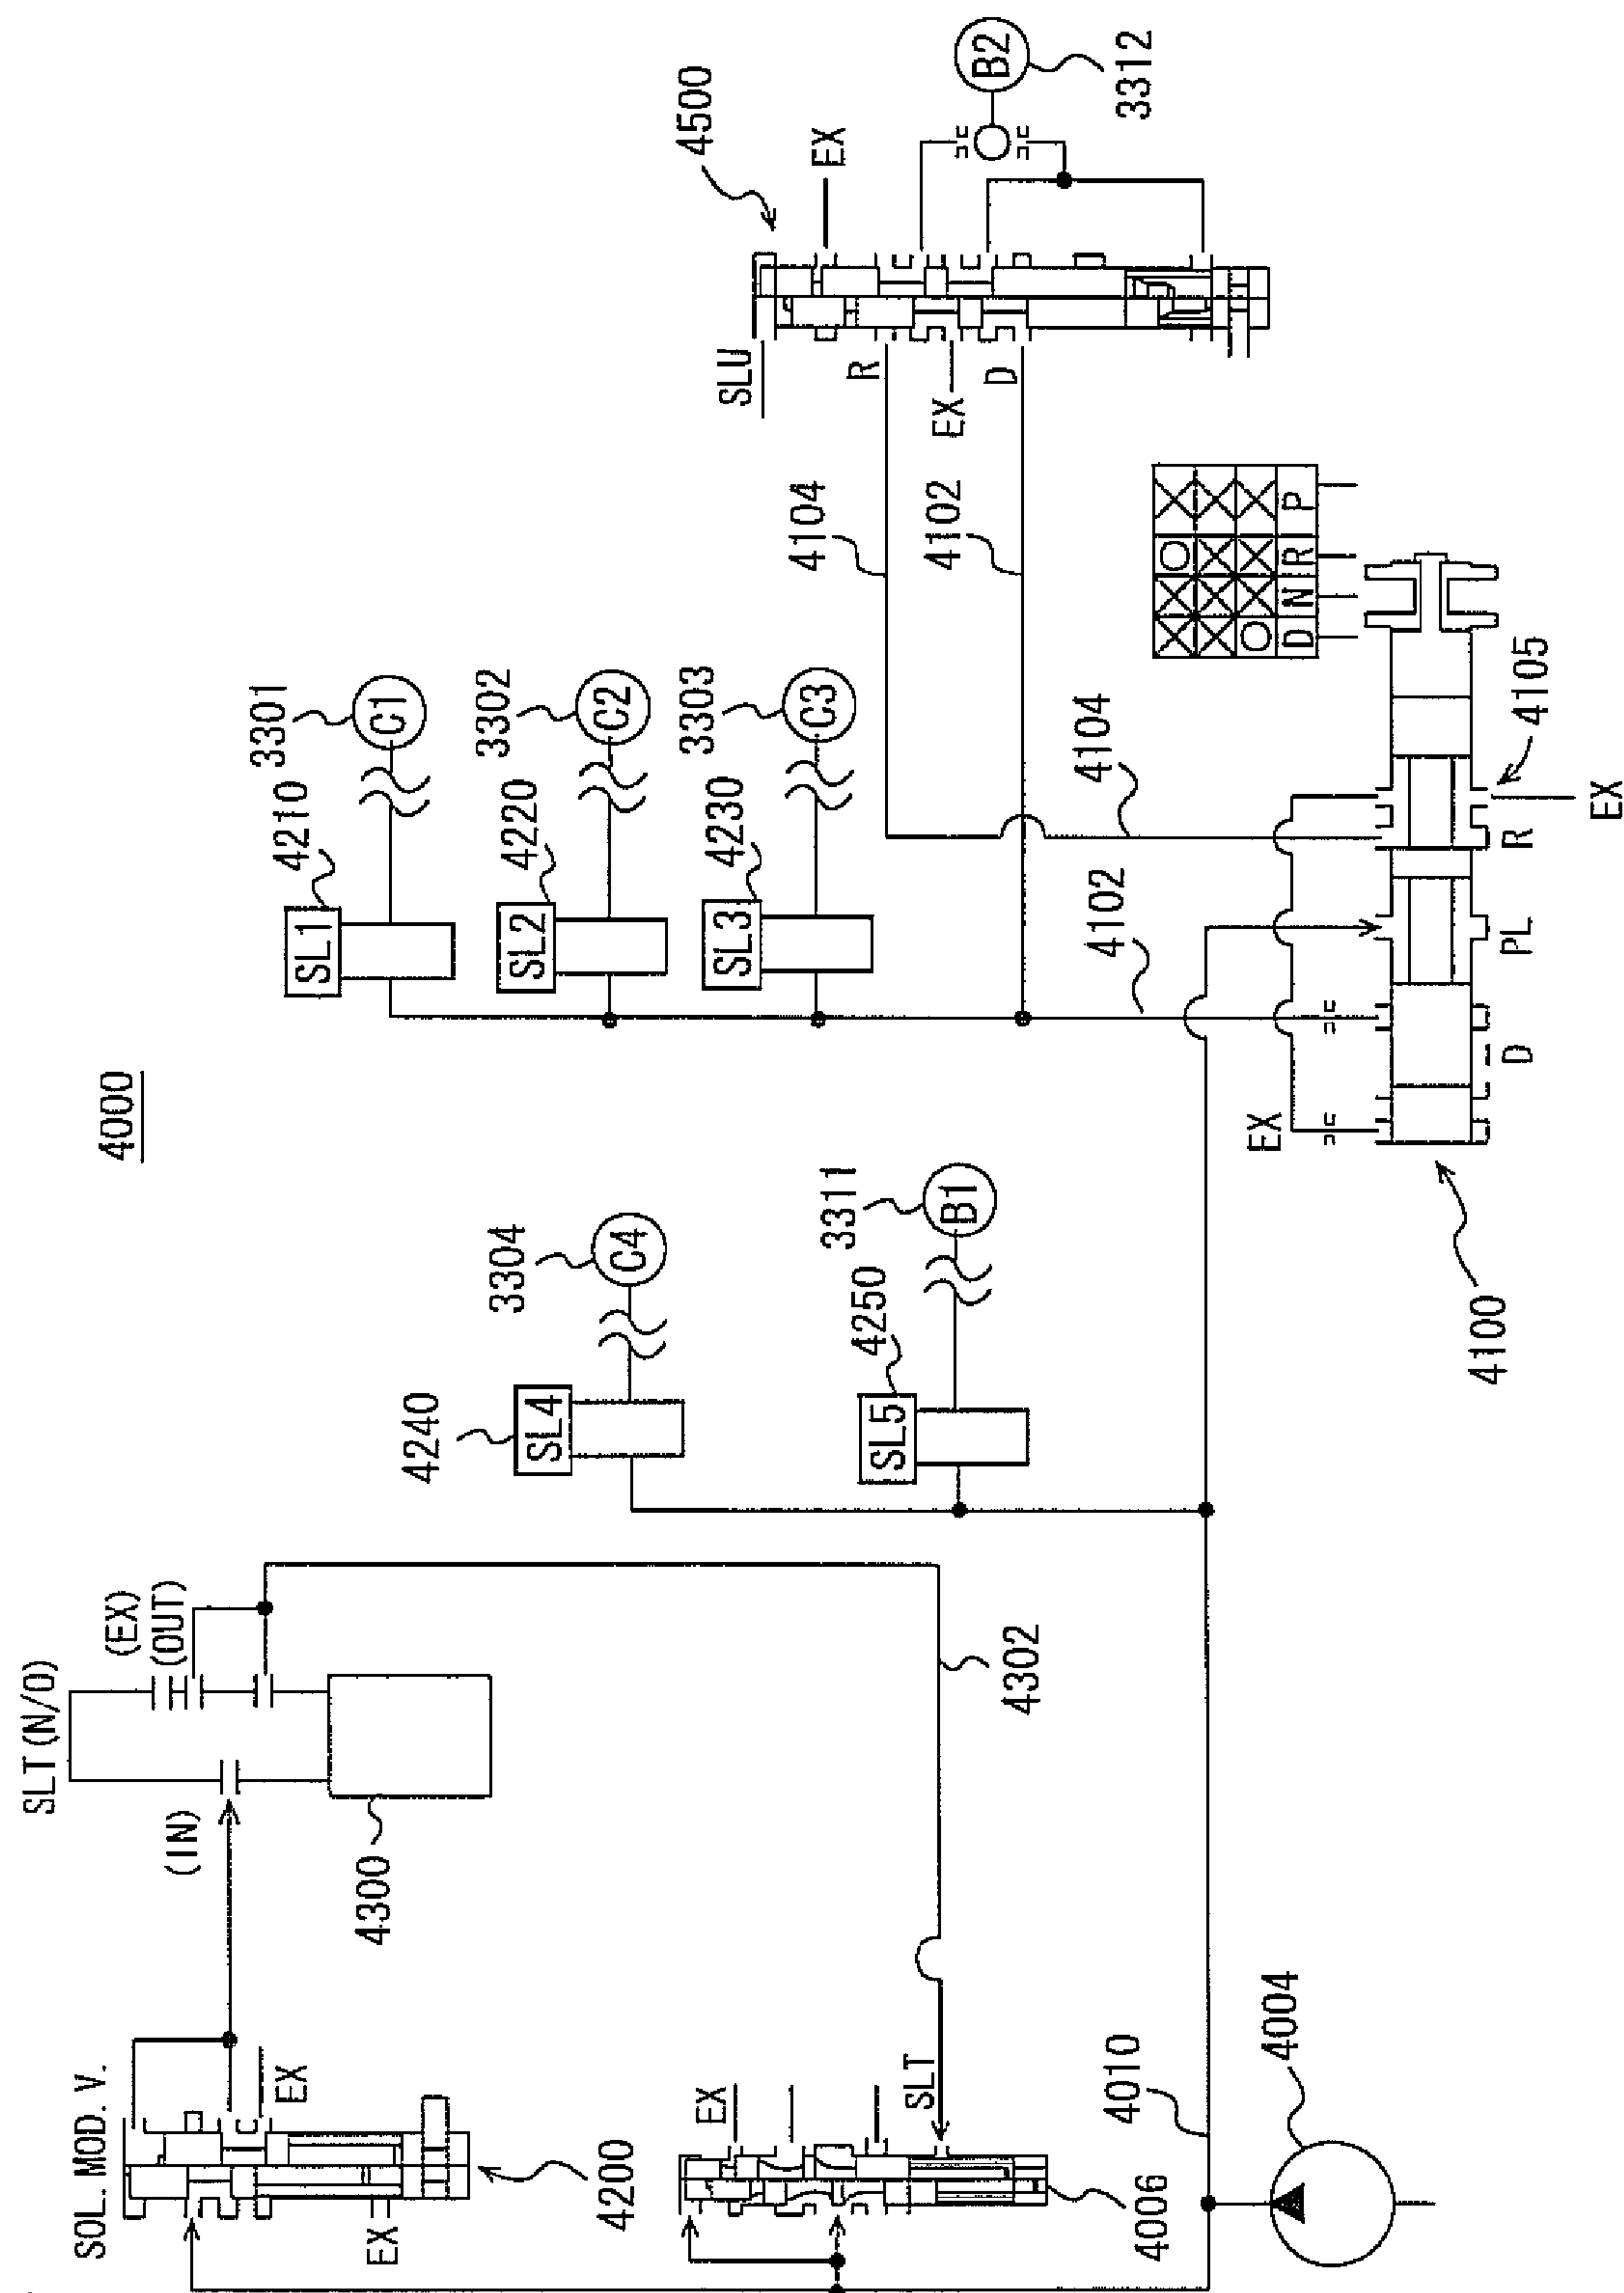 4000
SOL. MOD. V.
EX
EX
4200
(IN)
SLT(N/O)
(EX)
(OUT)
4300
EX
SLT
4006
4302
4010
4004
4240
SL4
3304
C4
4250
SL5
3311
B1
SL1
4210
3301
C1
SL2
4220
3302
C2
SL3
4230
3303
C3
4102
4104
4104
4102
SLU
R
EX
D
4500
EX
B2
3312
D N R P
EX
D
PL
R
EX
4105
4100